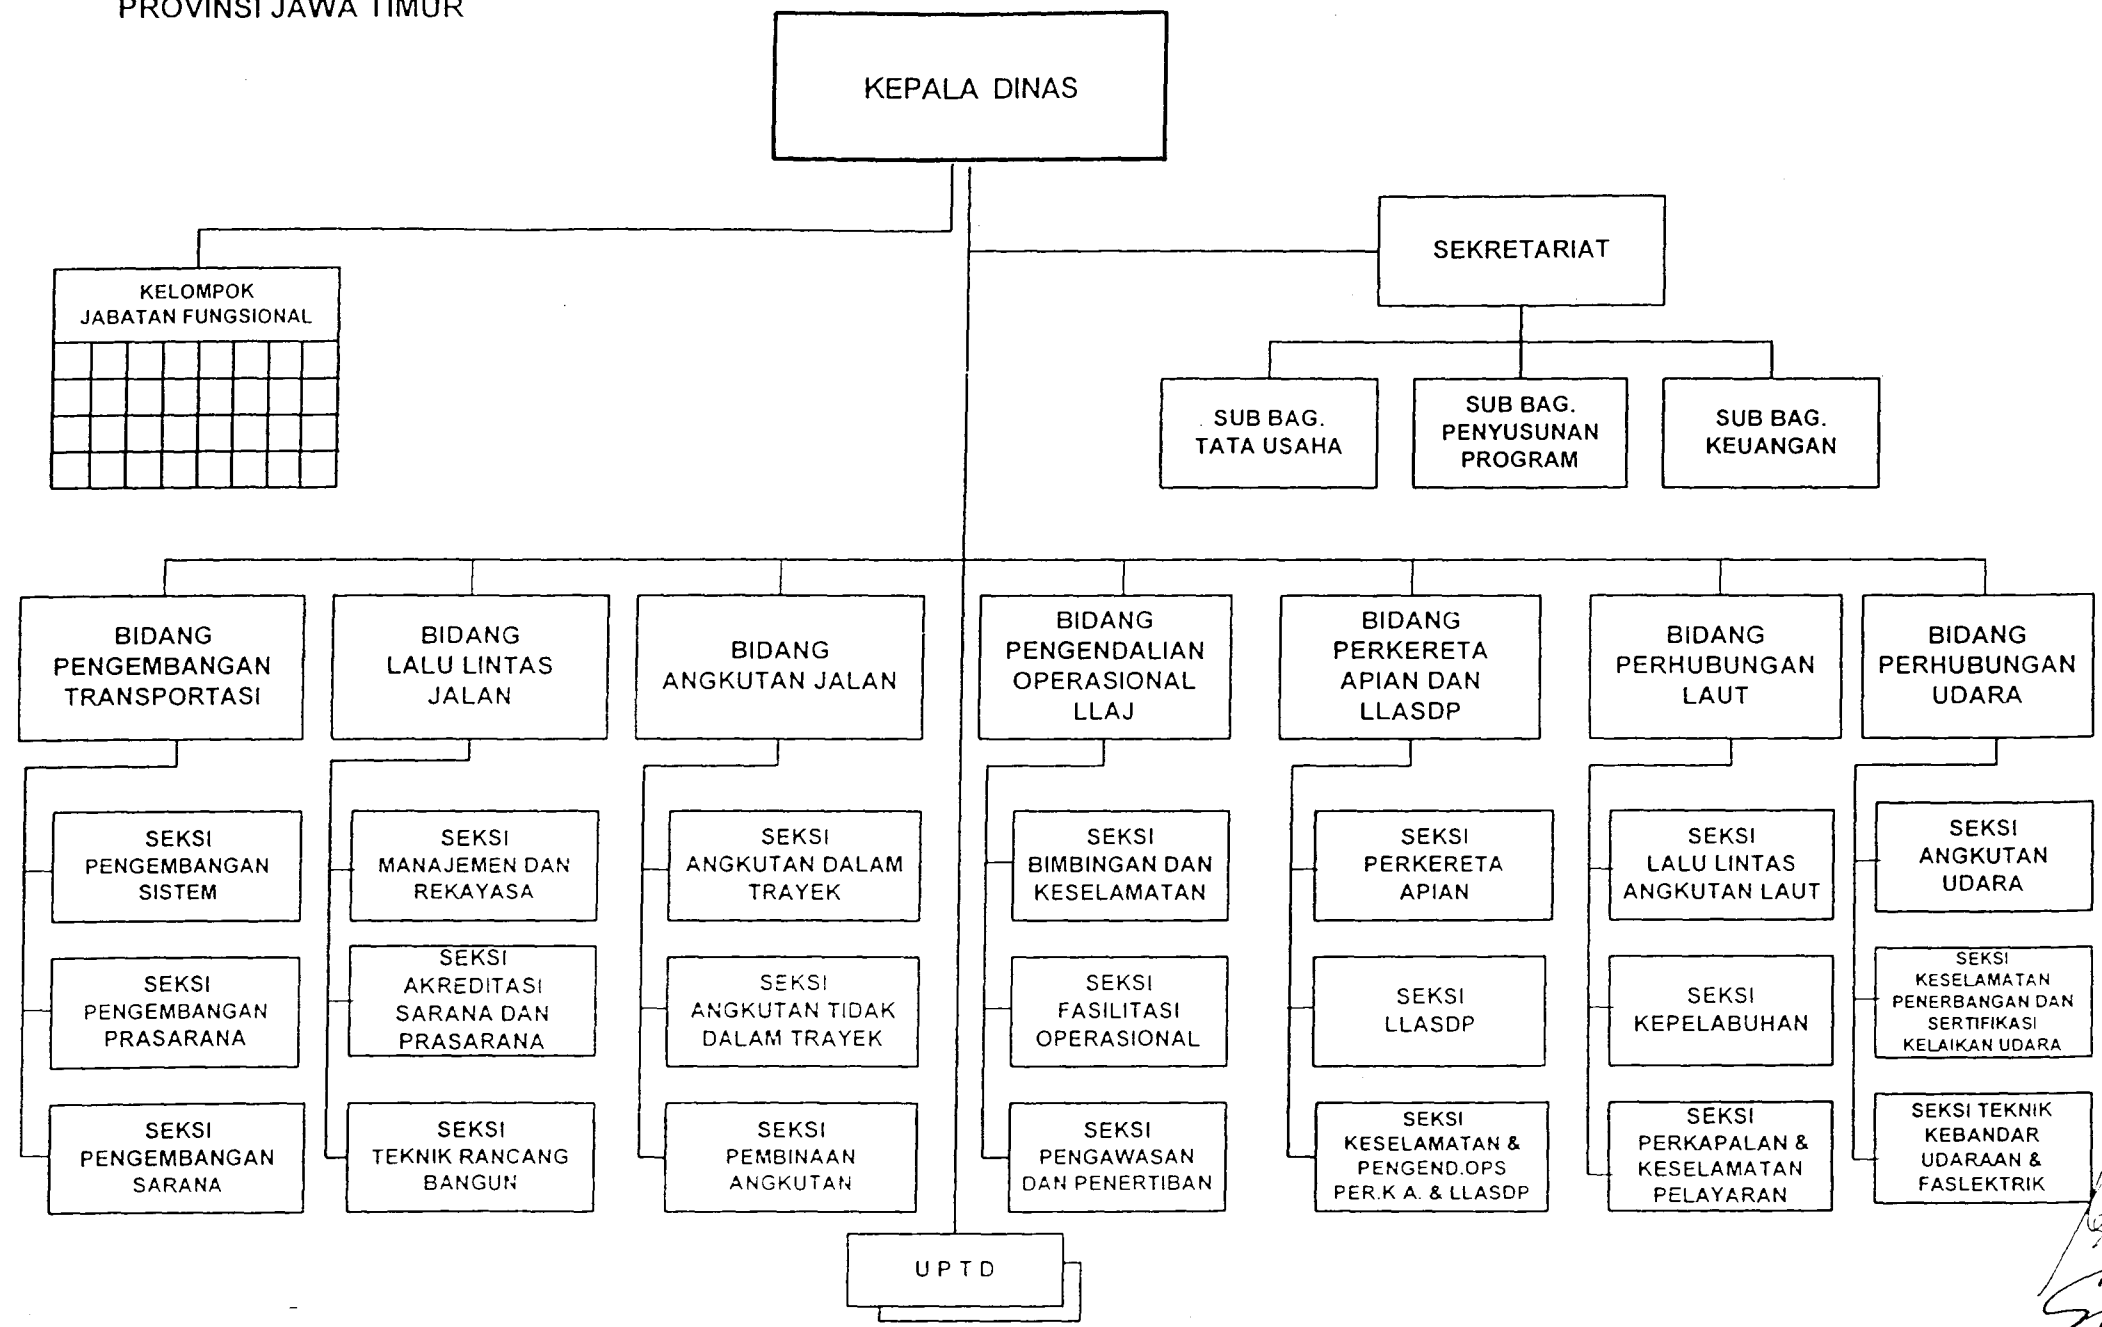 PROVINSI JAWA TIMUR
KEPALA DINAS
SEKRETARIAT
KELOMPOK
JABATAN FUNGSIONAL
SUB BAG.
TATA USAHA
SUB BAG.
PENYUSUNAN
PROGRAM
SUB BAG.
KEUANGAN
BIDANG
PENGEMBANGAN
TRANSPORTASI
BIDANG
LALU LINTAS
JALAN
BIDANG
ANGKUTAN JALAN
BIDANG
PENGENDALIAN
OPERASIONAL
LLAJ
BIDANG
PERKERETA
APIAN DAN
LLASDP
BIDANG
PERHUBUNGAN
LAUT
BIDANG
PERHUBUNGAN
UDARA
SEKSI
PENGEMBANGAN
SISTEM
SEKSI
MANAJEMEN DAN
REKAYASA
SEKSI
ANGKUTAN DALAM
TRAYEK
SEKSI
BIMBINGAN DAN
KESELAMATAN
SEKSI
PERKERETA
APIAN
SEKSI
LALU LINTAS
ANGKUTAN LAUT
SEKSI
ANGKUTAN
UDARA
SEKSI
PENGEMBANGAN
PRASARANA
SEKSI
AKREDITASI
SARANA DAN
PRASARANA
SEKSI
ANGKUTAN TIDAK
DALAM TRAYEK
SEKSI
FASILITASI
OPERASIONAL
SEKSI
LLASDP
SEKSI
KEPELABUHAN
SEKSI
KESELAMATAN
PENERBANGAN DAN
SERTIFIKASI
KELAIKAN UDARA
SEKSI
PENGEMBANGAN
SARANA
SEKSI
TEKNIK RANCANG
BANGUN
SEKSI
PEMBINAAN
ANGKUTAN
SEKSI
PENGAWASAN
DAN PENERTIBAN
SEKSI
KESELAMATAN &
PENGEND.OPS
PER.K A. & LLASDP
SEKSI
PERKAPALAN &
KESELAMATAN
PELAYARAN
SEKSI TEKNIK
KEBANDAR
UDARAAN &
FASLEKTRIK
U P T D